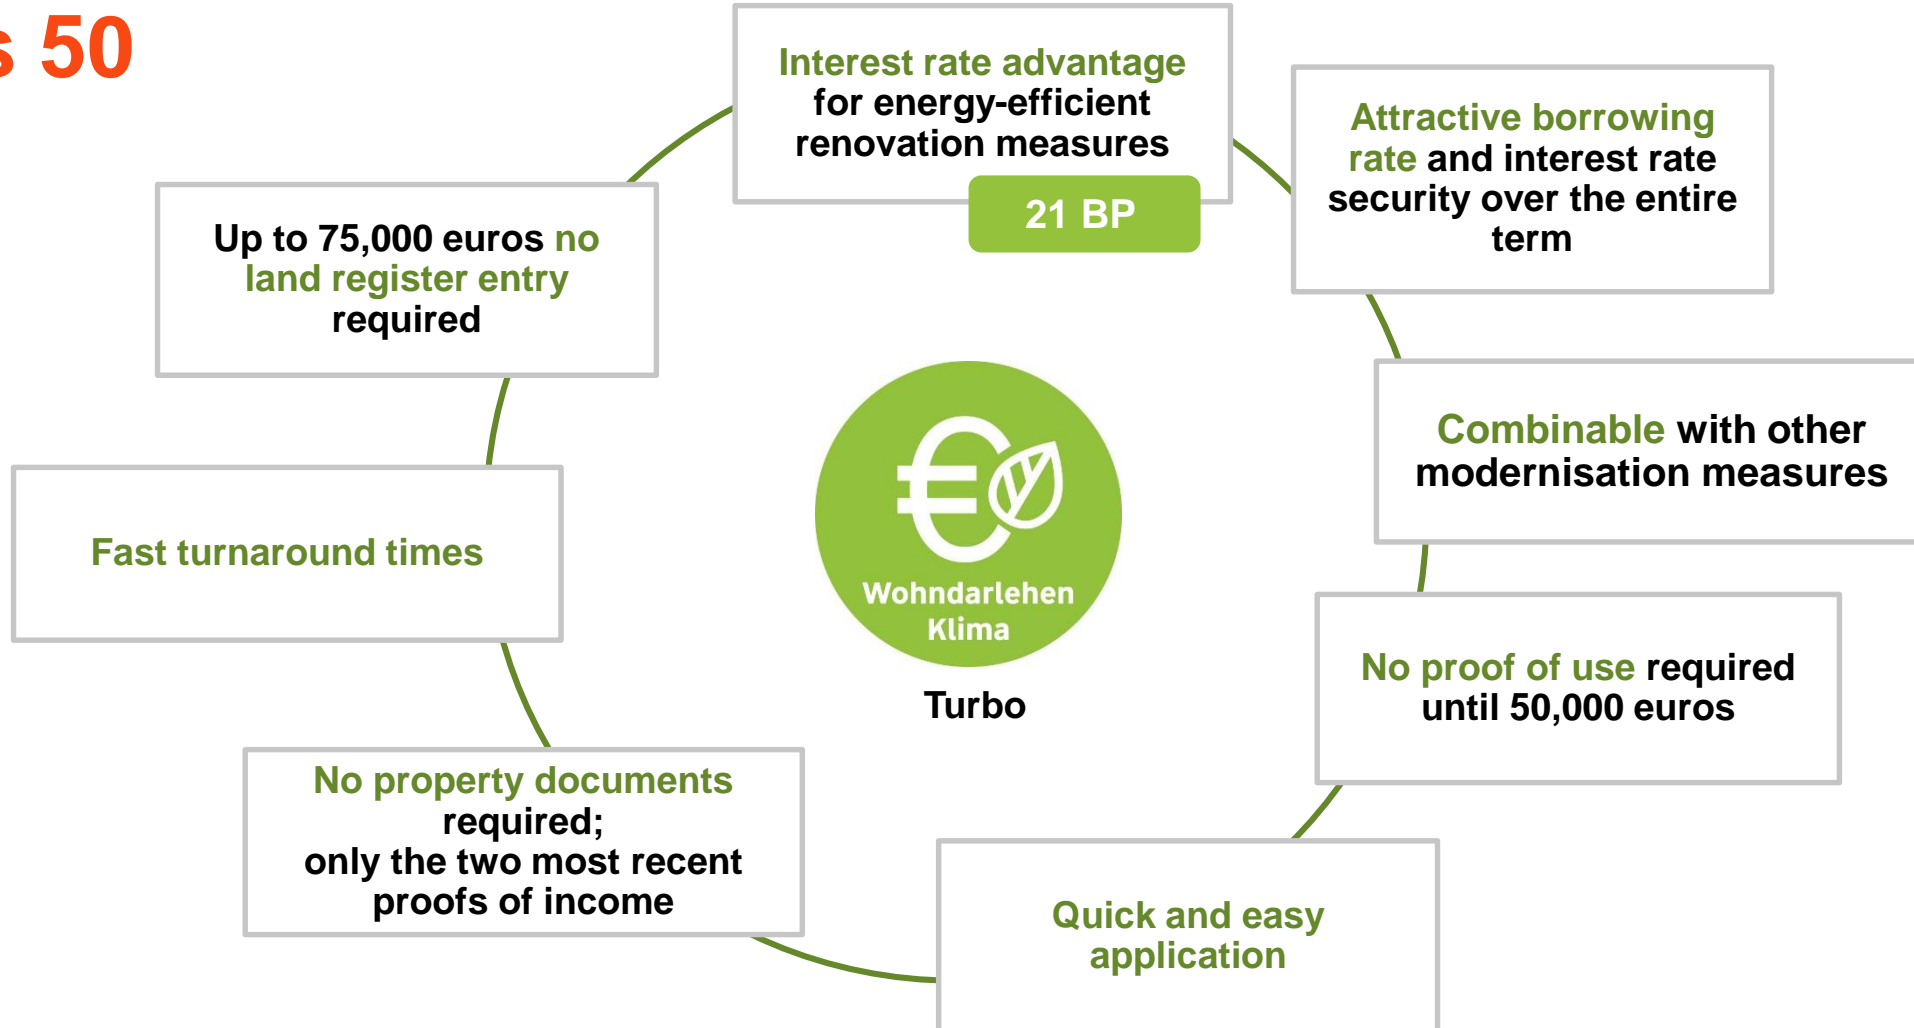 s 50
Interest rate advantage
for energy-efficient
renovation measures
21 BP
Attractive borrowing
rate and interest rate
security over the entire
term
Up to 75,000 euros no
land register entry
required
Combinable with other
modernisation measures
Fast turnaround times
Wohndarlehen
Klima
Turbo
No proof of use required
until 50,000 euros
No property documents
required;
only the two most recent
proofs of income
Quick and easy
application